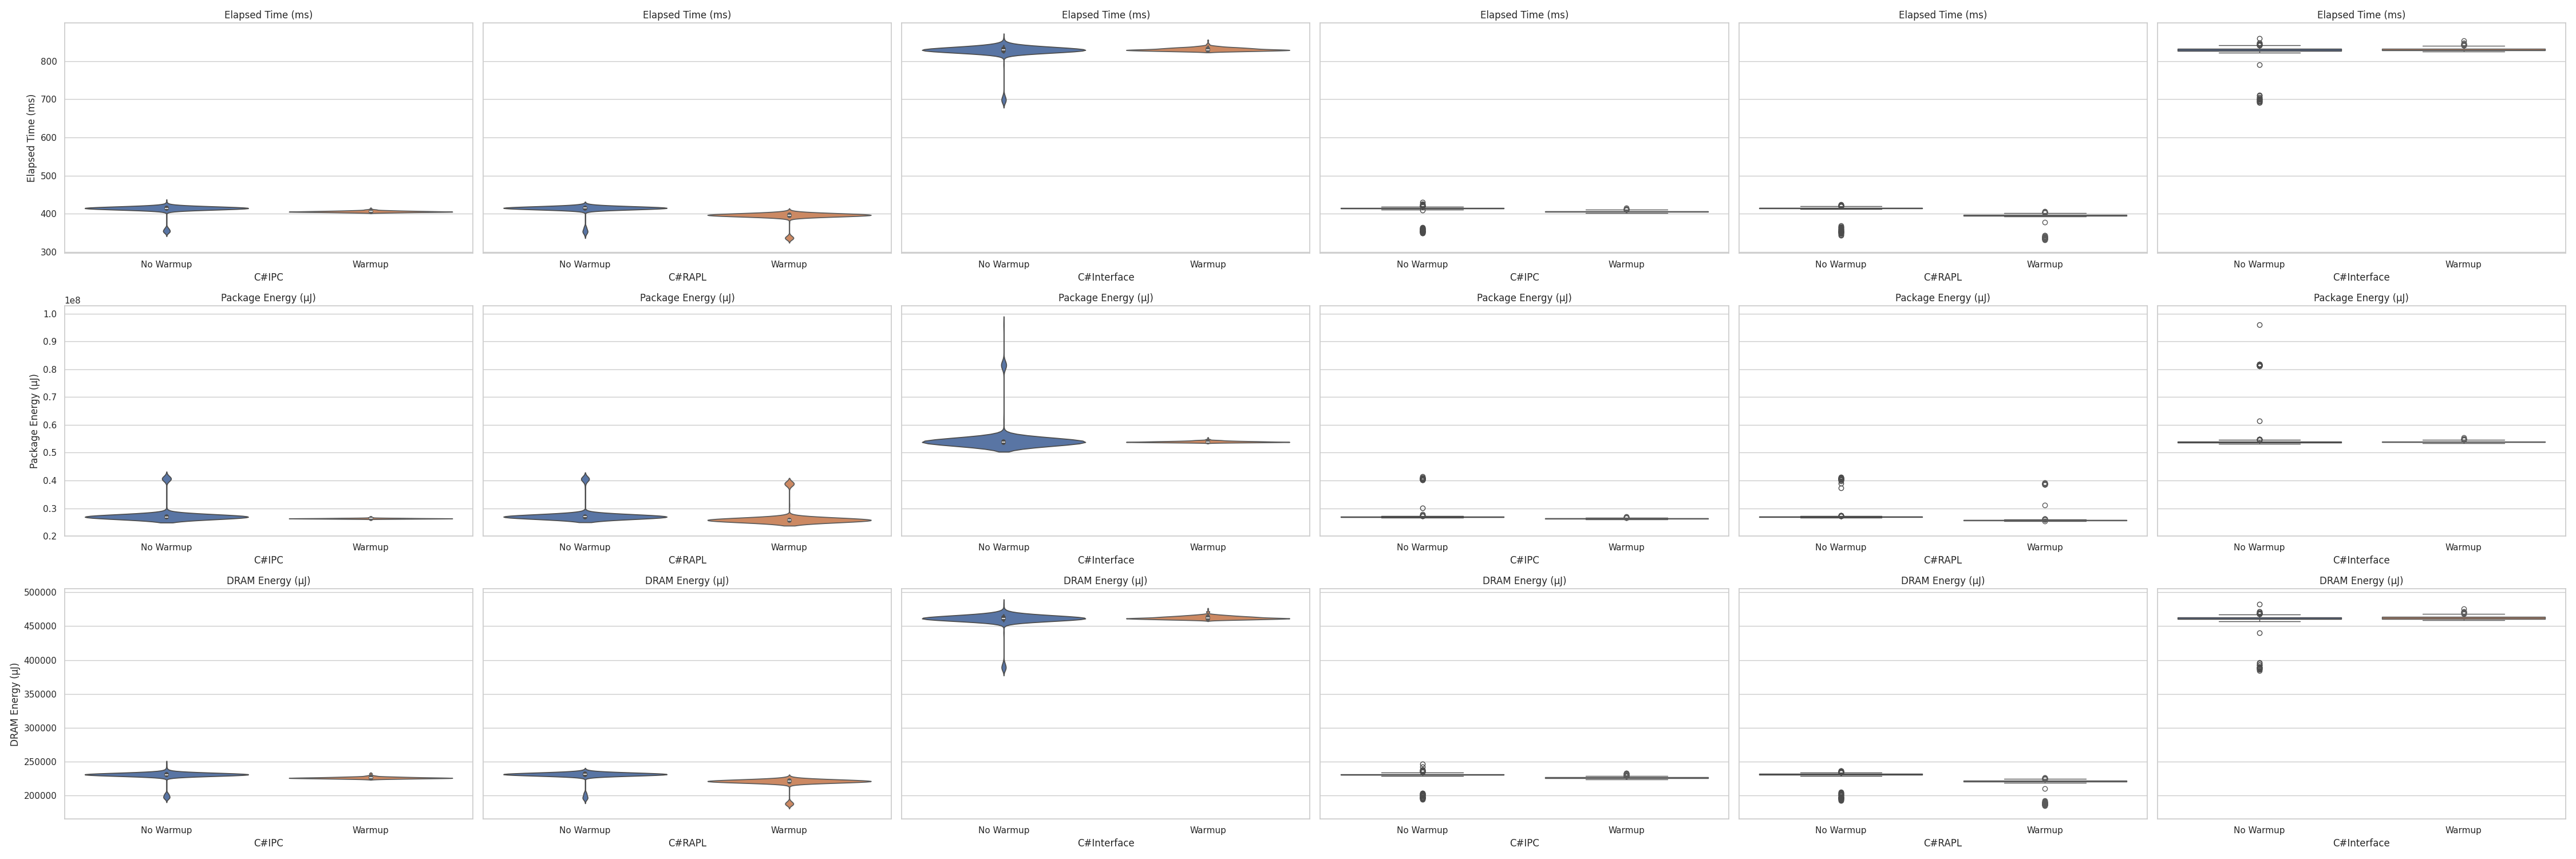 Elapsed Time (ms) Elapsed Time (ms) Elapsed Time (ms) Elapsed Time (ms) Elapsed Time (ms) Elapsed Time (ms)
Elapsed Time (ms)
800
700
600
500
400
300
No Warmup Warmup No Warmup Warmup No Warmup Warmup No Warmup Warmup No Warmup Warmup No Warmup Warmup
C#IPC C#RAPL C#Interface C#IPC C#RAPL C#Interface
1e8 Package Energy (µJ) Package Energy (µJ) Package Energy (µJ) Package Energy (µJ) Package Energy (µJ) Package Energy (µJ)
Package Energy (µJ)
1.0
0.9
0.8
0.7
0.6
0.5
0.4
0.3
0.2
No Warmup Warmup No Warmup Warmup No Warmup Warmup No Warmup Warmup No Warmup Warmup No Warmup Warmup
C#IPC C#RAPL C#Interface C#IPC C#RAPL C#Interface
DRAM Energy (µJ) DRAM Energy (µJ) DRAM Energy (µJ) DRAM Energy (µJ) DRAM Energy (µJ) DRAM Energy (µJ)
DRAM Energy (µJ)
500000
450000
400000
350000
300000
250000
200000
No Warmup Warmup No Warmup Warmup No Warmup Warmup No Warmup Warmup No Warmup Warmup No Warmup Warmup
C#IPC C#RAPL C#Interface C#IPC C#RAPL C#Interface